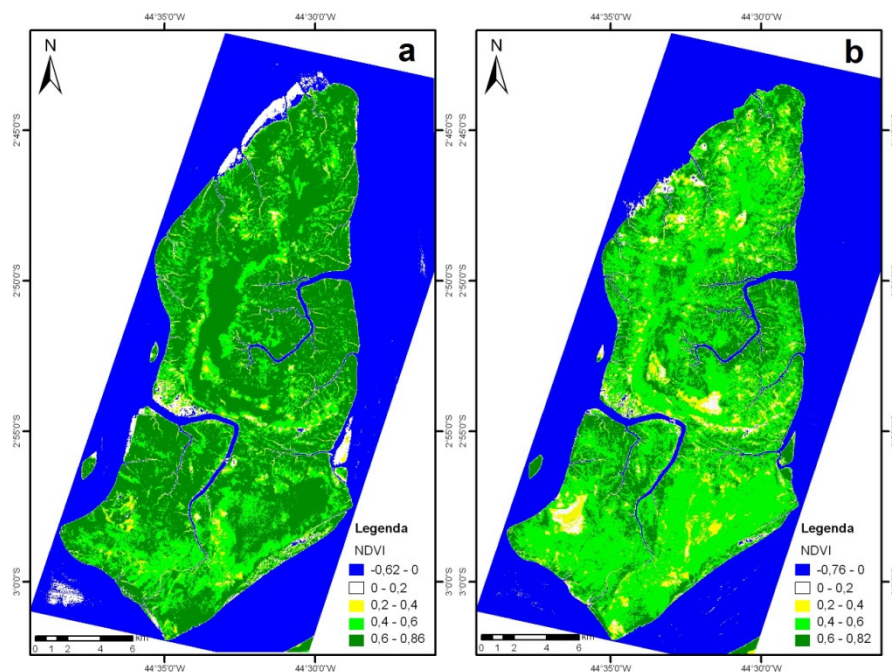 44°35'0"W 44°30'0"W 44°35'0"W 44°30'0"W
a
b
N
N
2°45'0"S
2°45'0"S
2°50'0"S
2°50'0"S
2°55'0"S
2°55'0"S
3°0'0"S
3°0'0"S
Legenda
NDVI
-0,62 - 0
0 - 0,2
0,2 - 0,4
0,4 - 0,6
0,6 - 0,86
0 1 2 4 6
km
44°35'0"W 44°30'0"W
Legenda
NDVI
-0,76 - 0
0 - 0,2
0,2 - 0,4
0,4 - 0,6
0,6 - 0,82
0 1 2 4 6
km
44°35'0"W 44°30'0"W